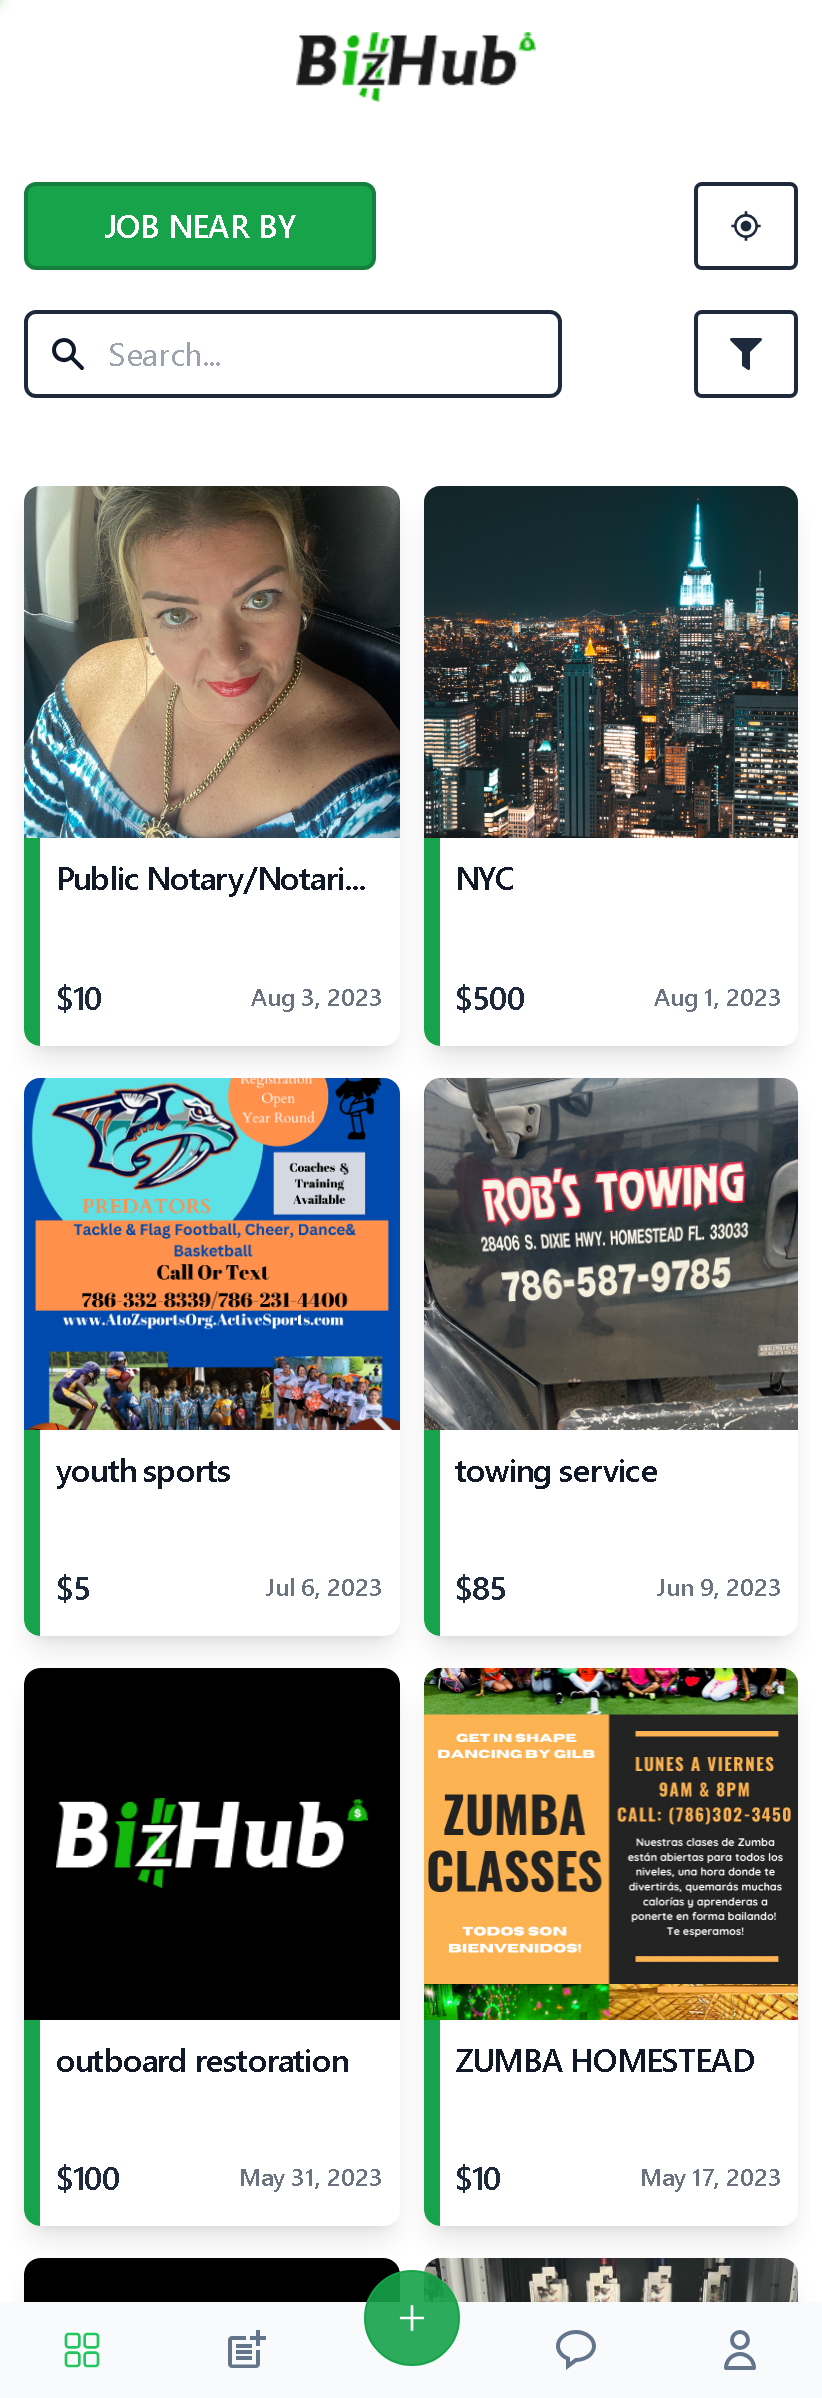 BizHub
JOB NEAR BY
Search...
Public Notary/Notari...
$10
Aug 3, 2023
NYC
$500
Aug 1, 2023
Registration
Open
Year Round
Coaches &
Training
Available
PREDATORS
Tackle & Flag Football, Cheer, Dance&
Basketball
Call Or Text
786-332-8339/786-231-4400
www.AtoZsportsOrg.ActiveSports.com
youth sports
$5
Jul 6, 2023
ROB'S TOWING
28406 S. DIXIE HWY. HOMESTEAD FL. 33033
786-587-9785
towing service
$85
Jun 9, 2023
BizHub
outboard restoration
$100
May 31, 2023
GET IN SHAPE
DANCING BY GILB
ZUMBA
CLASSES
TODOS SON
BIENVENIDOS!
LUNES A VIERNES
9AM & 8PM
CALL: (786)302-3450
Nuestras clases de Zumba
están abiertas para todos los
niveles, una hora donde te
divertirás, quemarás muchas
calorías y aprenderas a
ponerte en forma bailando!
Te esperamos!
ZUMBA HOMESTEAD
$10
May 17, 2023